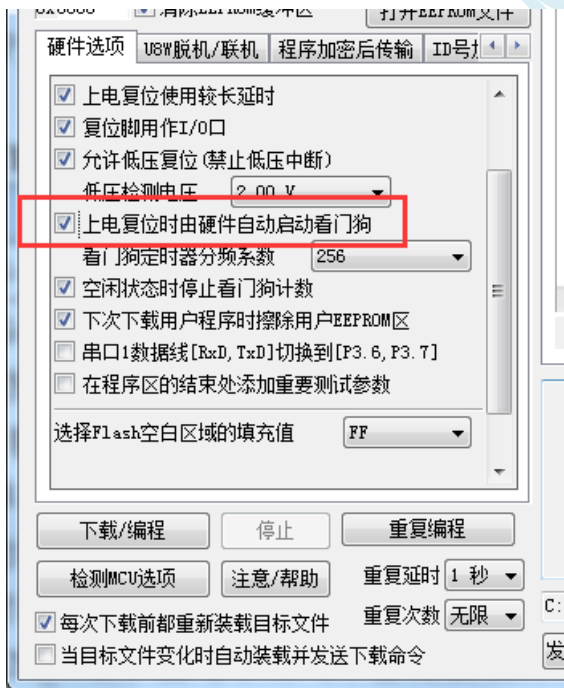 清除EEPROM缓冲区 打开EEPROM文件
硬件选项 U8W脱机/联机 程序加密后传输 ID号
上电复位使用较长延时
复位脚用作I/O口
允许低压复位(禁止低压中断)
低压检测电压 2.00 V
上电复位时由硬件自动启动看门狗
看门狗定时器分频系数 256
空闲状态时停止看门狗计数
下次下载用户程序时擦除用户EEPROM区
串口1数据线[RxD,TxD]切换到[P3.6,P3.7]
在程序区的结束处添加重要测试参数
选择Flash空白区域的填充值 FF
下载/编程 停止 重复编程
检测MCU选项 注意/帮助 重复延时 1 秒
每次下载前都重新装载目标文件 重复次数 无限 C:
当目标文件变化时自动装载并发送下载命令 发